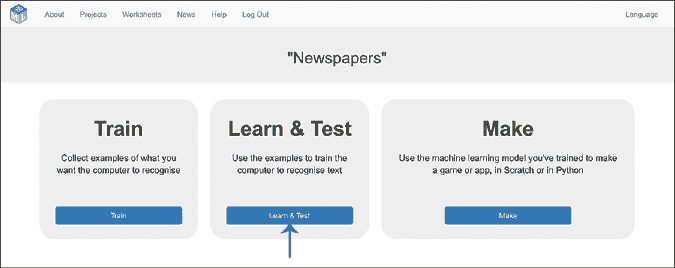 About Projects Worksheets News Help Log Out Language
"Newspapers"
Train
Collect examples of what you
want the computer to recognise
Train
Learn & Test
Use the examples to train the
computer to recognise text
Learn & Test
Make
Use the machine learning model you've trained to make
a game or app, in Scratch or in Python
Make